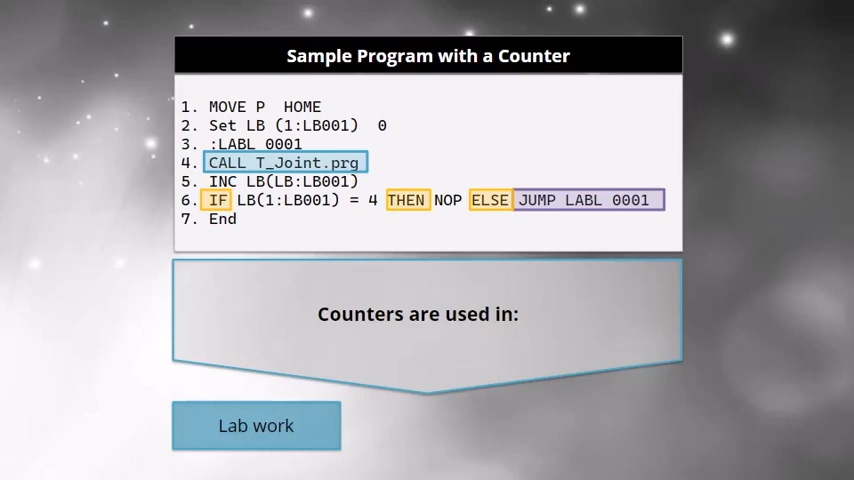 Sample Program with a Counter
1. MOVE P  HOME
2. Set LB (1:LB001)  0
3. :LABL 0001
4. CALL T_Joint.prg
5. INC LB(LB:LB001)
6. IF LB(1:LB001) = 4 THEN NOP ELSE JUMP LABL 0001
7. End
Counters are used in:
Lab work